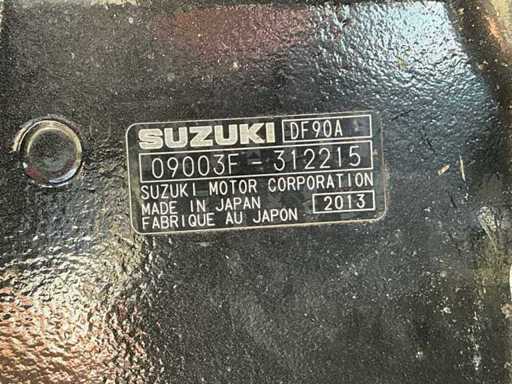 SUZUKI DF90A
09003F-312215
SUZUKI MOTOR CORPORATION
MADE IN JAPAN 2013
FABRIQUE AU JAPON